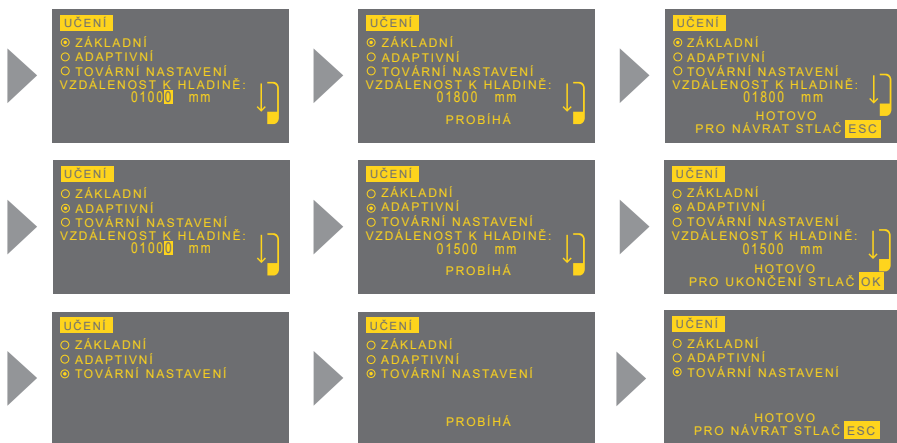 UČENÍ
ZÁKLADNÍ
ADAPTIVNÍ
TOVÁRNÍ NASTAVENÍ
VZDÁLENOST K HLADINĚ:
01000 mm
UČENÍ
ZÁKLADNÍ
ADAPTIVNÍ
TOVÁRNÍ NASTAVENÍ
VZDÁLENOST K HLADINĚ:
01800 mm
PROBÍHÁ
UČENÍ
ZÁKLADNÍ
ADAPTIVNÍ
TOVÁRNÍ NASTAVENÍ
VZDÁLENOST K HLADINĚ:
01800 mm
HOTOVO
PRO NÁVRAT STLAČ ESC
UČENÍ
ZÁKLADNÍ
ADAPTIVNÍ
TOVÁRNÍ NASTAVENÍ
VZDÁLENOST K HLADINĚ:
01000 mm
UČENÍ
ZÁKLADNÍ
ADAPTIVNÍ
TOVÁRNÍ NASTAVENÍ
VZDÁLENOST K HLADINĚ:
01500 mm
PROBÍHÁ
UČENÍ
ZÁKLADNÍ
ADAPTIVNÍ
TOVÁRNÍ NASTAVENÍ
VZDÁLENOST K HLADINĚ:
01500 mm
HOTOVO
PRO UKONČENÍ STLAČ OK
UČENÍ
ZÁKLADNÍ
ADAPTIVNÍ
TOVÁRNÍ NASTAVENÍ
UČENÍ
ZÁKLADNÍ
ADAPTIVNÍ
TOVÁRNÍ NASTAVENÍ
PROBÍHÁ
UČENÍ
ZÁKLADNÍ
ADAPTIVNÍ
TOVÁRNÍ NASTAVENÍ
HOTOVO
PRO NÁVRAT STLAČ ESC